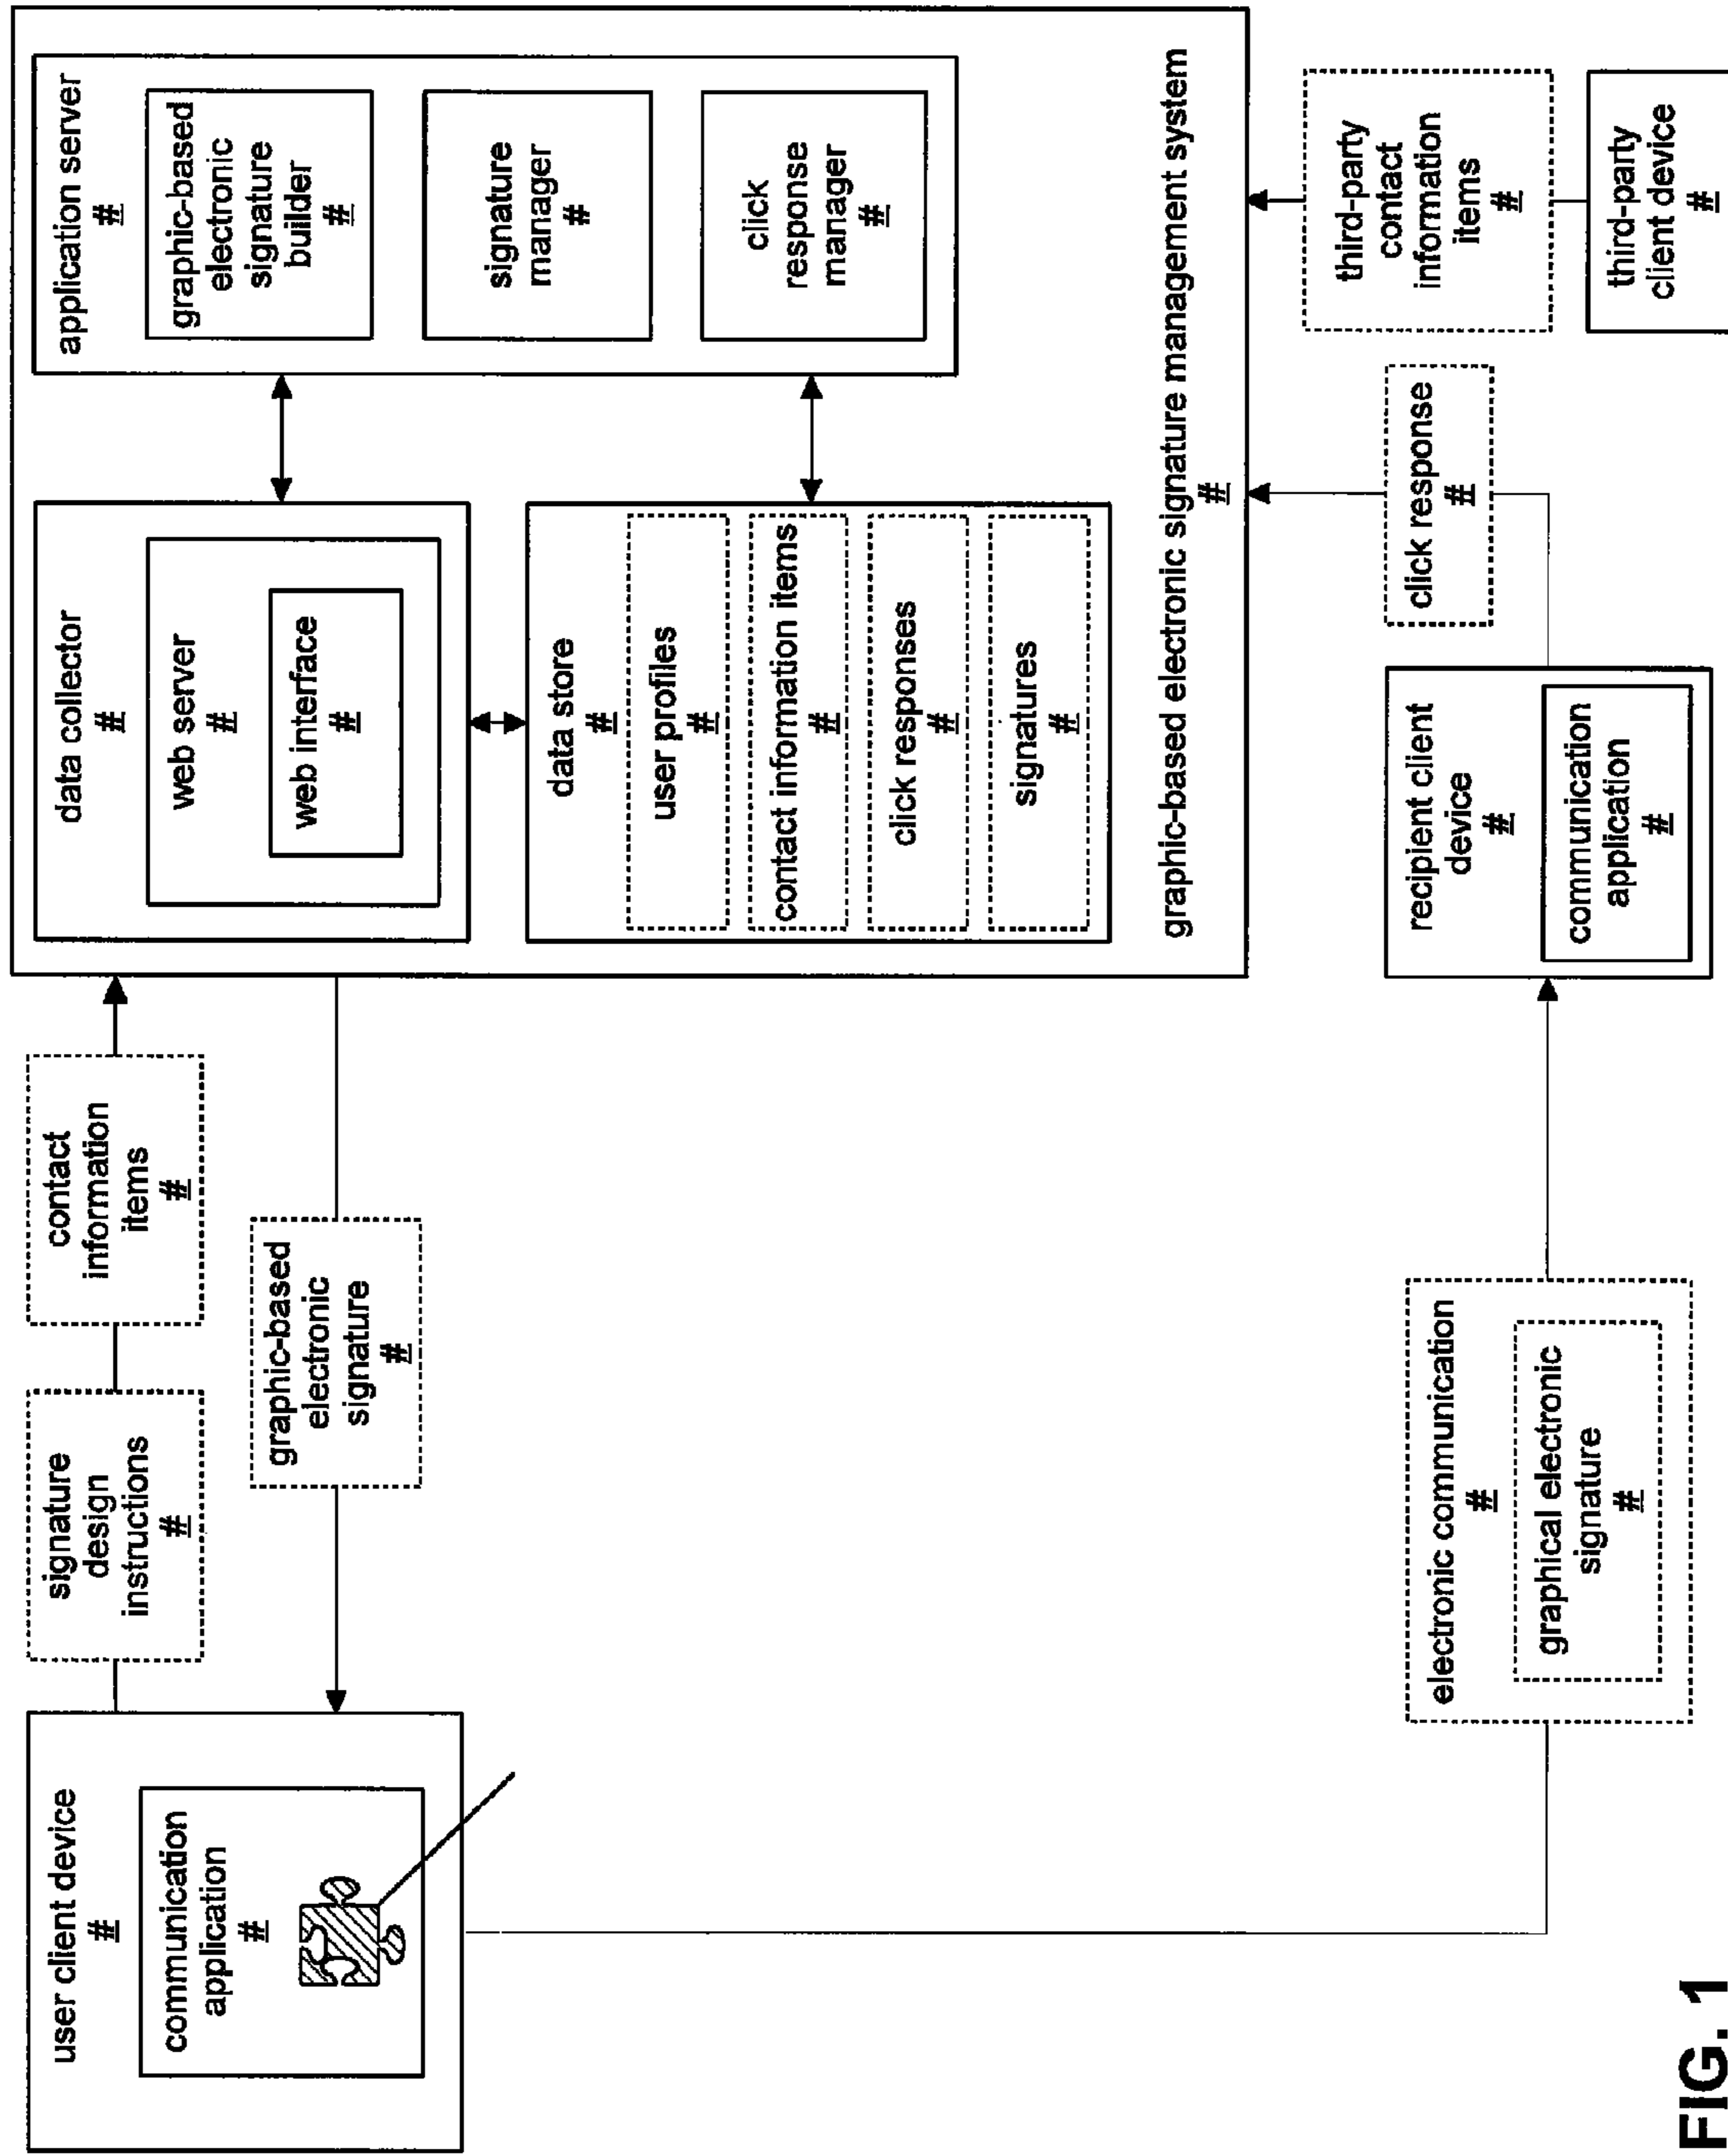 user client device
#
communication
application
#
signature
design
instructions
#
contact
information
items
#
graphic-based
electronic
signature
#
data collector
#
web server
#
web interface
#
application server
#
graphic-based
electronic
signature
builder
#
signature
manager
#
click
response
manager
#
data store
#
user profiles
#
contact information items
#
click responses
#
signatures
#
graphic-based electronic signature management system
#
electronic communication
#
graphical electronic
signature
#
recipient client
device
#
communication
application
#
click response
#
third-party
contact
information
items
#
third-party
client device
#
FIG. 1